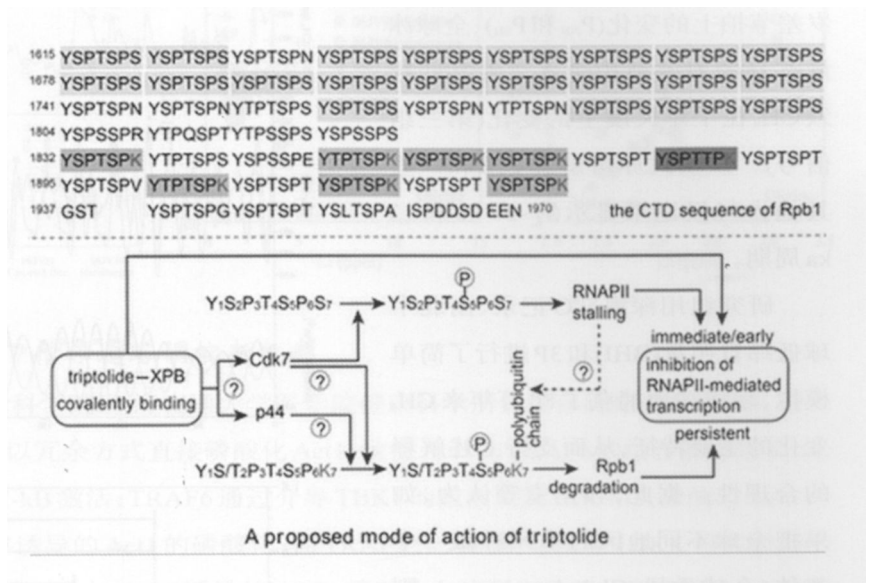 1615 YSPTSPS YSPTSPS YSPTSPN YSPTSPS YSPTSPS YSPTSPS YSPTSPS YSPTSPS YSPTSPS
1678 YSPTSPS YSPTSPS YSPTSPS YSPTSPS YSPTSPS YSPTSPS YSPTSPS YSPTSPS YSPTSPS
1741 YSPTSPN YSPTSPN YTPTSPS YSPTSPS YSPTSPN YTPTSPN YSPTSPS YSPTSPS YSPTSPS
1804 YSPSSPR YTPQSPT YTPSSPS YSPSSPS
1832 YSPTSPK YTPTSPS YSPSSPE YTPTSPK YSPTSPK YSPTSPK YSPTSPT YSPTTPK YSPTSPT
1895 YSPTSPV YTPTSPK YSPTSPT YSPTSPK YSPTSPT YSPTSPK
1937 GST YSPTSPG YSPTSPT YSLTSPA ISPDDSD EEN 1970 the CTD sequence of Rpb1
P
Y1S2P3T4S5P6S7
Y1S2P3T4S5P6S7
RNAPII
stalling
immediate/early
Cdk7
triptolide→XPB
covalently binding
?
?
?
p44
?
polyubiquitin
chain
inhibition of
RNAPII-mediated
transcription
persistent
P
Y1S/T2P3T4S5P6K7
Y1S/T2P3T4S5P6K7
Rpb1
degradation
A proposed mode of action of triptolide